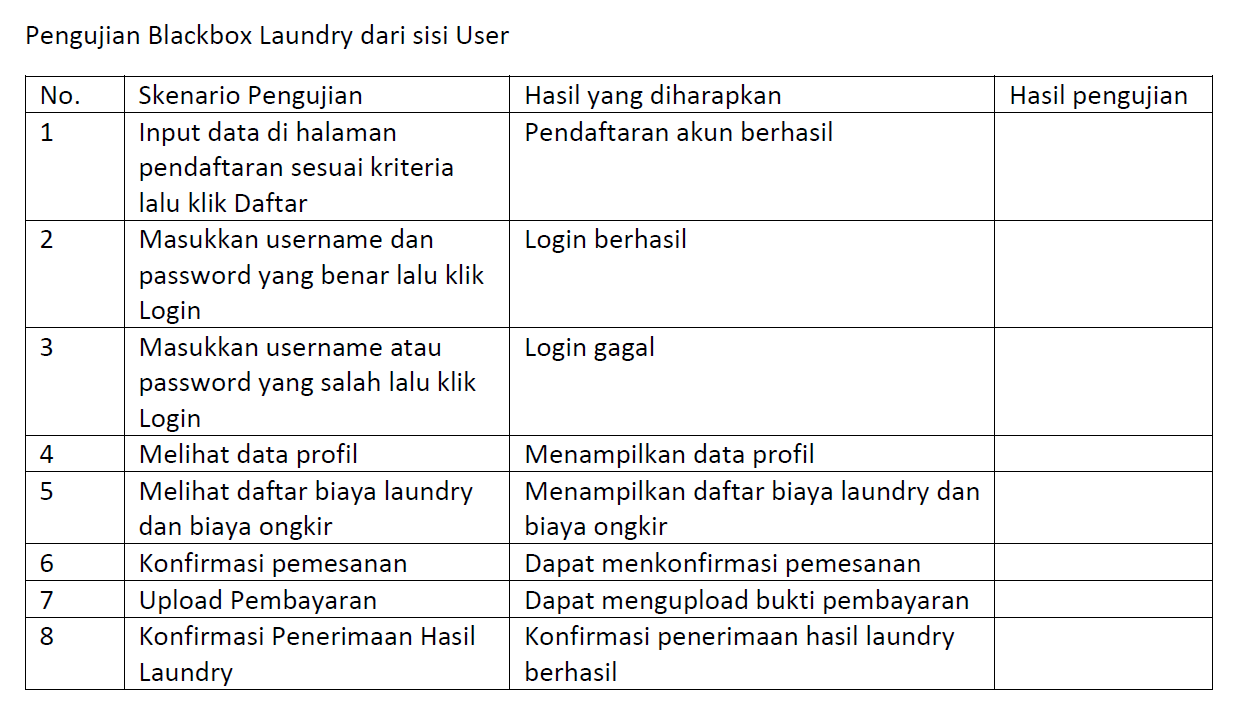 Pengujian Blackbox Laundry dari sisi User
No. Skenario Pengujian Hasil yang diharapkan Hasil pengujian
1 Input data di halaman Pendaftaran akun berhasil
pendaftaran sesuai kriteria
lalu klik Daftar
2 Masukkan username dan Login berhasil
password yang benar lalu klik
Login
3 Masukkan username atau Login gagal
password yang salah lalu klik
Login
4 Melihat data profil Menampilkan data profil
5 Melihat daftar biaya laundry Menampilkan daftar biaya laundry dan
dan biaya ongkir biaya ongkir
6 Konfirmasi pemesanan Dapat menkonfirmasi pemesanan
7 Upload Pembayaran Dapat mengupload bukti pembayaran
8 Konfirmasi Penerimaan Hasil Konfirmasi penerimaan hasil laundry
Laundry berhasil